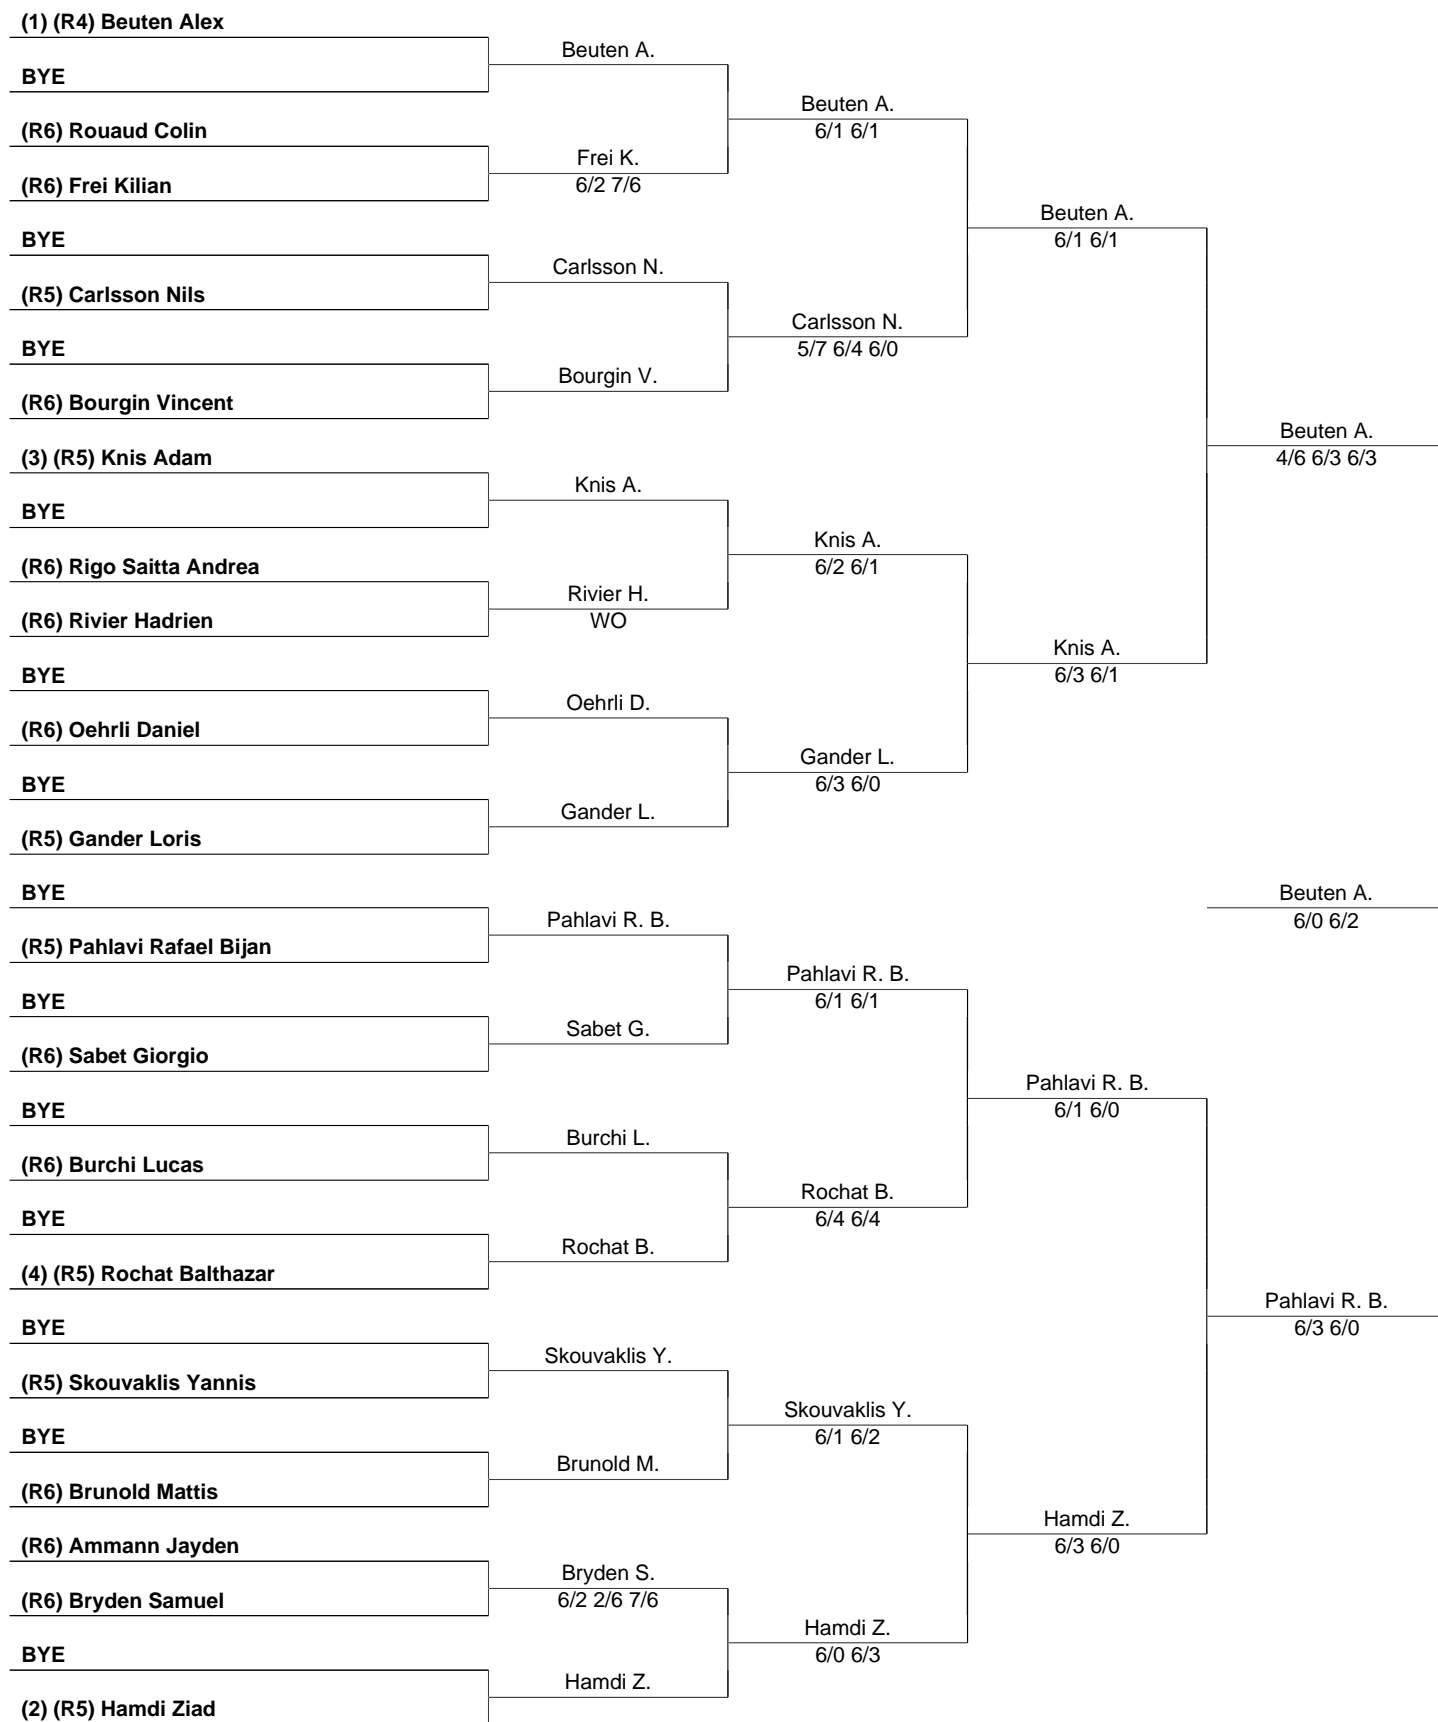 (1) (R4) Beuten Alex
BYE
(R6) Rouaud Colin
(R6) Frei Kilian
BYE
(R5) Carlsson Nils
BYE
(R6) Bourgin Vincent
(3) (R5) Knis Adam
BYE
(R6) Rigo Saitta Andrea
(R6) Rivier Hadrien
BYE
(R6) Oehrli Daniel
BYE
(R5) Gander Loris
BYE
(R5) Pahlavi Rafael Bijan
BYE
(R6) Sabet Giorgio
BYE
(R6) Burchi Lucas
BYE
(4) (R5) Rochat Balthazar
BYE
(R5) Skouvaklis Yannis
BYE
(R6) Brunold Mattis
(R6) Ammann Jayden
(R6) Bryden Samuel
BYE
(2) (R5) Hamdi Ziad
Beuten A.
Frei K.
6/2 7/6
Carlsson N.
Bourgin V.
Knis A.
Rivier H.
WO
Oehrli D.
Gander L.
Pahlavi R. B.
Sabet G.
Burchi L.
Rochat B.
Skouvaklis Y.
Brunold M.
Bryden S.
6/2 2/6 7/6
Hamdi Z.
Beuten A.
6/1 6/1
Carlsson N.
5/7 6/4 6/0
Knis A.
6/2 6/1
Gander L.
6/3 6/0
Pahlavi R. B.
6/1 6/1
Rochat B.
6/4 6/4
Skouvaklis Y.
6/1 6/2
Hamdi Z.
6/0 6/3
Beuten A.
6/1 6/1
Knis A.
6/3 6/1
Pahlavi R. B.
6/1 6/0
Hamdi Z.
6/3 6/0
Beuten A.
4/6 6/3 6/3
Beuten A.
6/0 6/2
Pahlavi R. B.
6/3 6/0